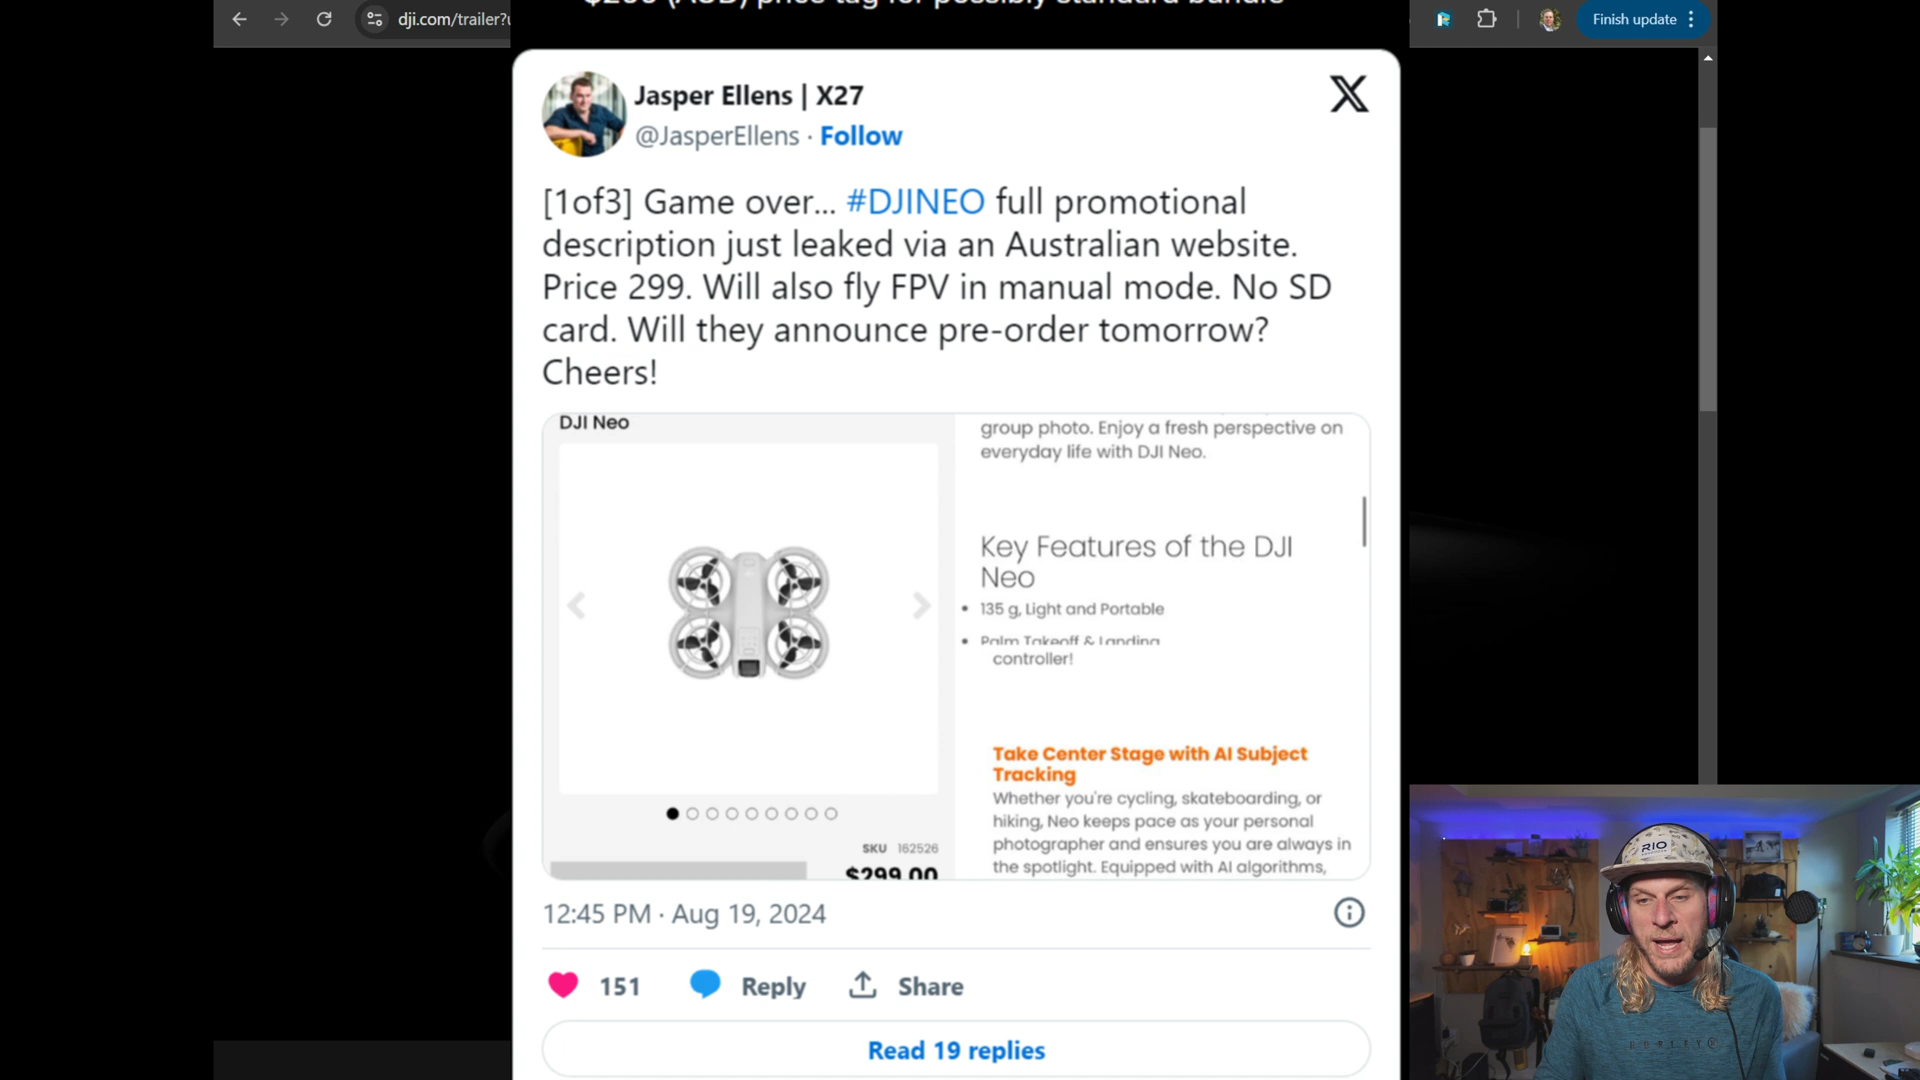 dji.com/trailer?
Finish update
Jasper Ellens | X27
@JasperEllens · Follow
[1of3] Game over... #DJINEO full promotional
description just leaked via an Australian website.
Price 299. Will also fly FPV in manual mode. No SD
card. Will they announce pre-order tomorrow?
Cheers!
DJI Neo
SKU 162526
$299.00
group photo. Enjoy a fresh perspective on
everyday life with DJI Neo.
Key Features of the DJI
Neo
• 135 g, Light and Portable
• Palm Takeoff & Landing
controller!
Take Center Stage with AI Subject
Tracking
Whether you're cycling, skateboarding, or
hiking, Neo keeps pace as your personal
photographer and ensures you are always in
the spotlight. Equipped with AI algorithms,
12:45 PM · Aug 19, 2024
151 Reply Share
Read 19 replies
RIO
HURLEY